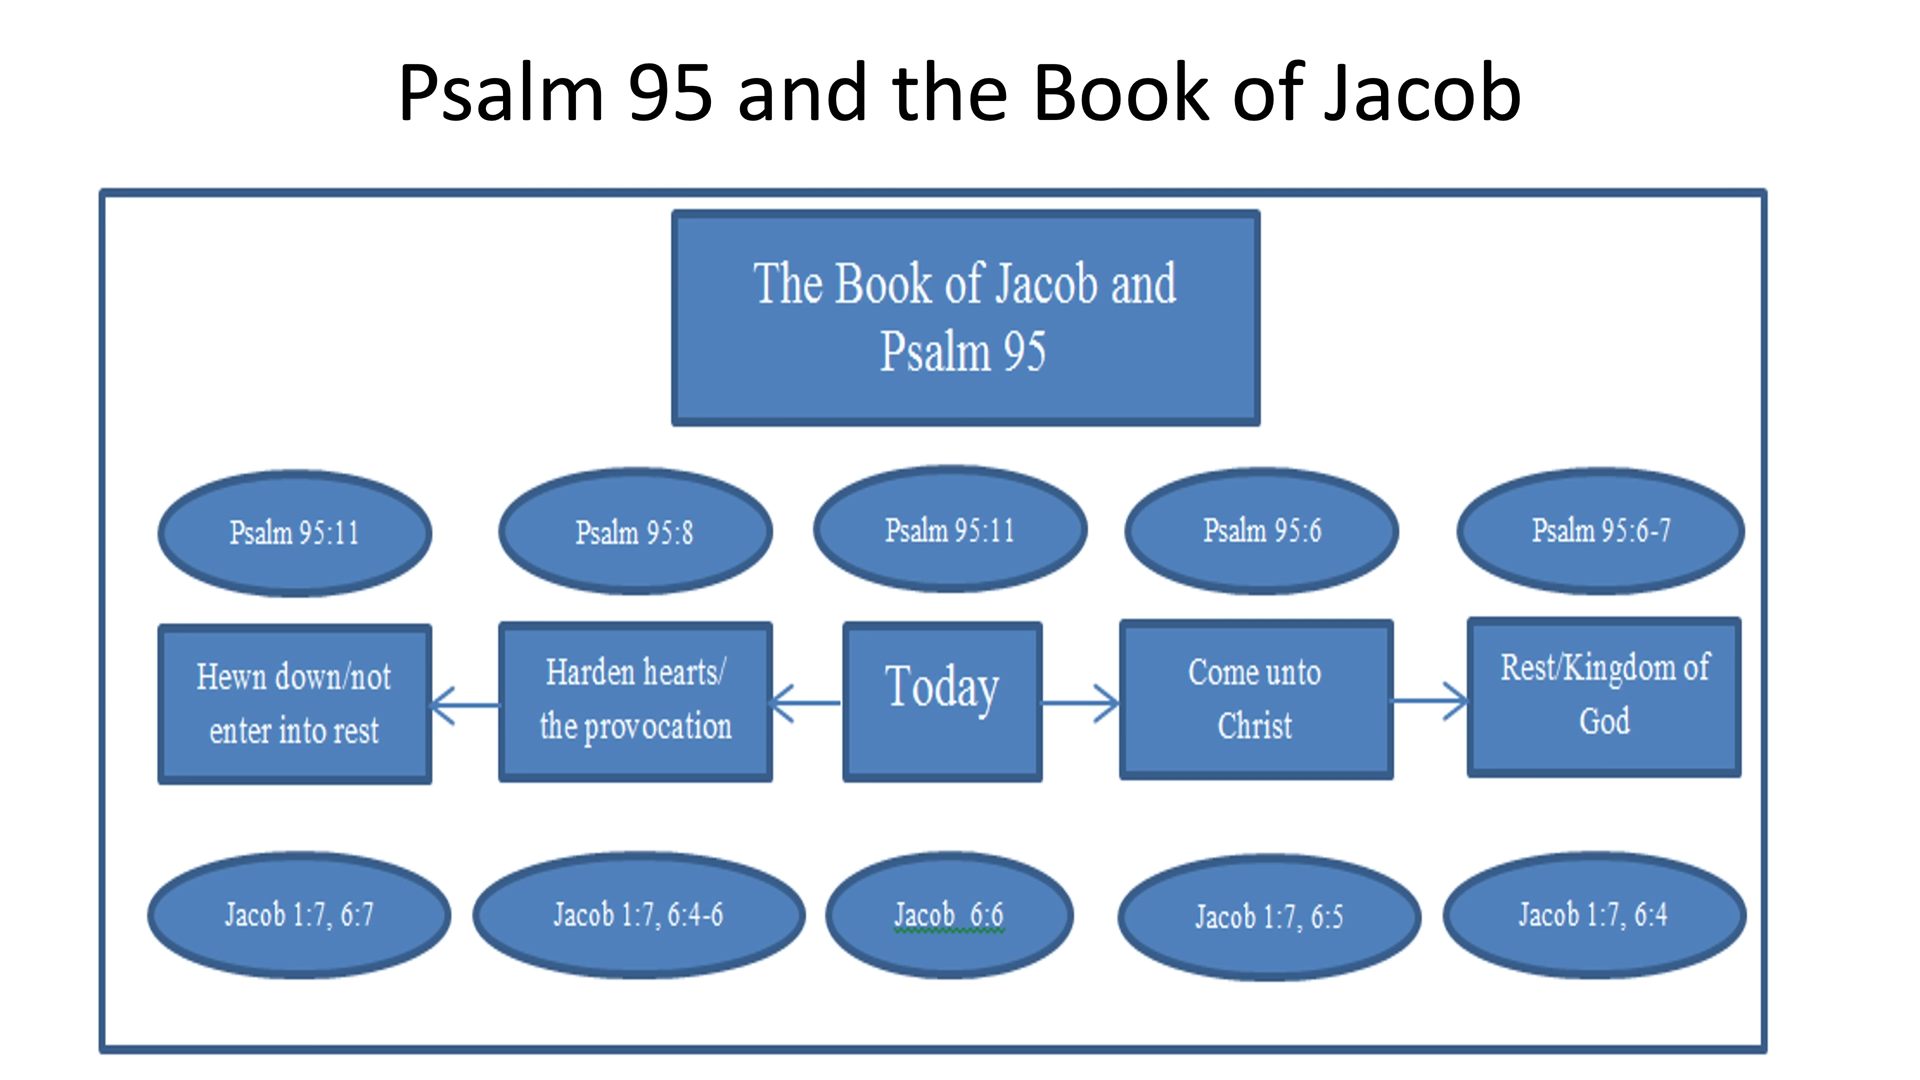 Psalm 95 and the Book of Jacob
The Book of Jacob and
Psalm 95
Psalm 95:11
Psalm 95:8
Psalm 95:11
Psalm 95:6
Psalm 95:6-7
Hewn down/not
enter into rest
Harden hearts/
the provocation
Today
Come unto
Christ
Rest/Kingdom of
God
Jacob 1:7, 6:7
Jacob 1:7, 6:4-6
Jacob  6:6
Jacob 1:7, 6:5
Jacob 1:7, 6:4